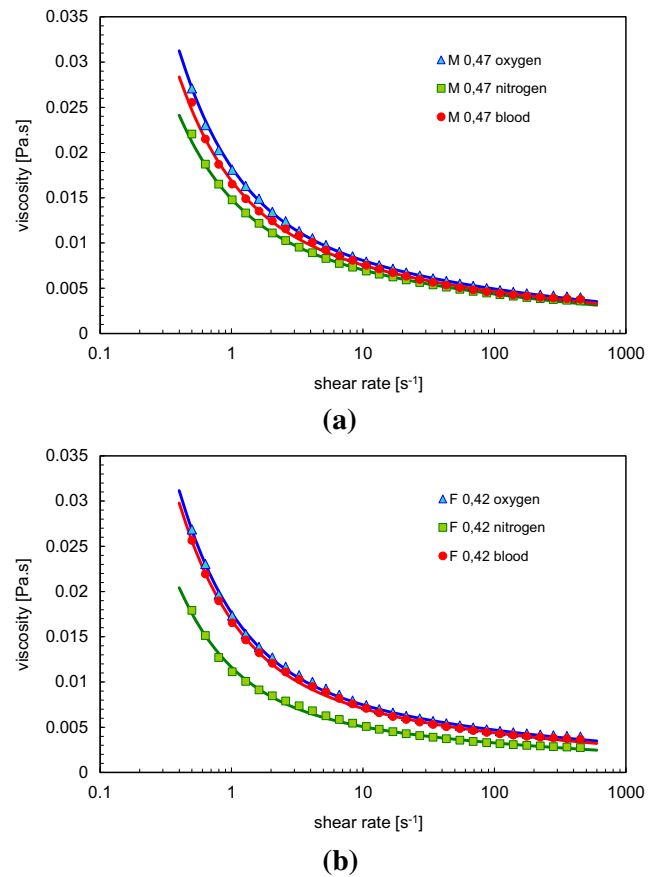 0.035
0.03
0.025
0.02
0.015
0.01
0.005
0
viscosity [Pa.s]
M 0,47 oxygen
M 0,47 nitrogen
M 0,47 blood
0.1 1 10 100 1000
shear rate [s⁻¹]
(a)
0.035
0.03
0.025
0.02
0.015
0.01
0.005
0
viscosity [Pa.s]
F 0,42 oxygen
F 0,42 nitrogen
F 0,42 blood
0.1 1 10 100 1000
shear rate [s⁻¹]
(b)